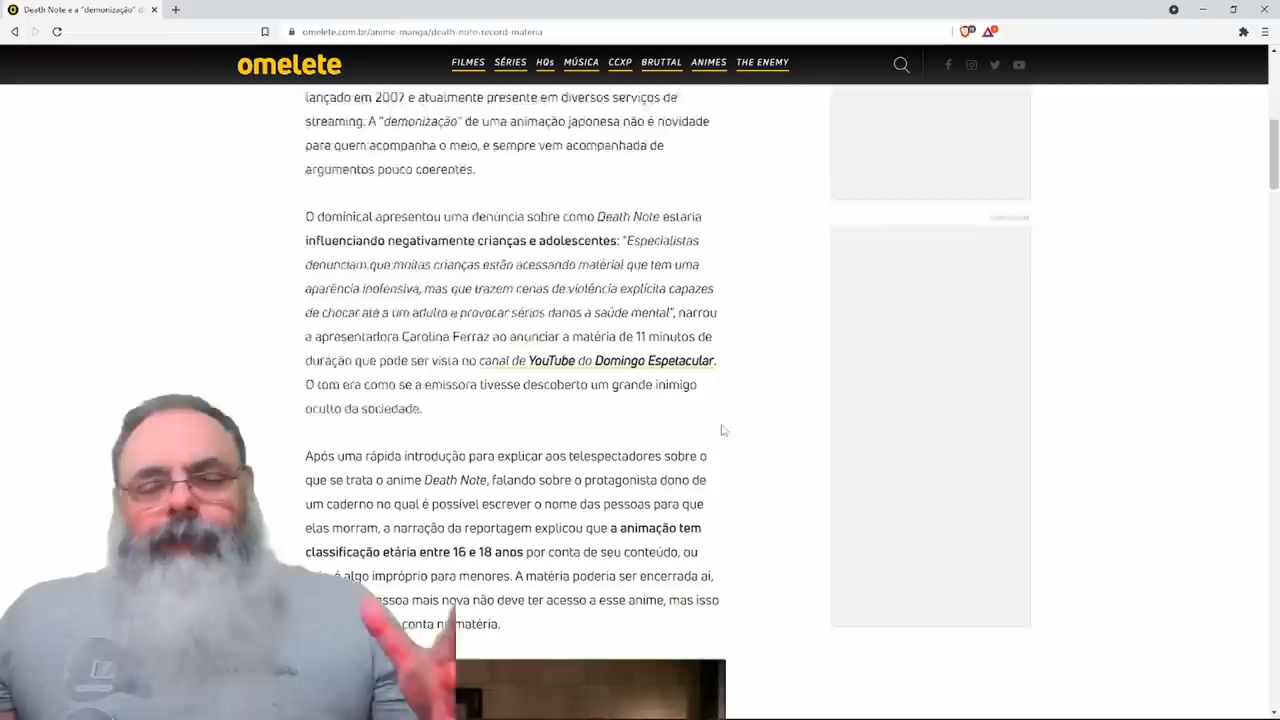 Death Note e a "demonização" d
omelete.com.br/anime-manga/death-note-record-materia
omelete
FILMES SÉRIES HQs MÚSICA CCXP BRUTTAL ANIMES THE ENEMY
lançado em 2007 e atualmente presente em diversos serviços de
streaming. A "demonização" de uma animação japonesa não é novidade
para quem acompanha o meio, e sempre vem acompanhada de
argumentos pouco coerentes.
O dominical apresentou uma denúncia sobre como Death Note estaria
influenciando negativamente crianças e adolescentes: "Especialistas
denunciam que muitas crianças estão acessando material que tem uma
aparência inofensiva, mas que trazem cenas de violência explícita capazes
de chocar até a um adulto e provocar sérios danos à saúde mental", narrou
a apresentadora Carolina Ferraz ao anunciar a matéria de 11 minutos de
duração que pode ser vista no canal de YouTube do Domingo Espetacular.
O tom era como se a emissora tivesse descoberto um grande inimigo
oculto da sociedade.
Após uma rápida introdução para explicar aos telespectadores sobre o
que se trata o anime Death Note, falando sobre o protagonista dono de
um caderno no qual é possível escrever o nome das pessoas para que
elas morram, a narração da reportagem explicou que a animação tem
classificação etária entre 16 e 18 anos por conta de seu conteúdo, ou
é algo impróprio para menores. A matéria poderia ser encerrada aí,
pessoa mais nova não deve ter acesso a esse anime, mas isso
conta na matéria.